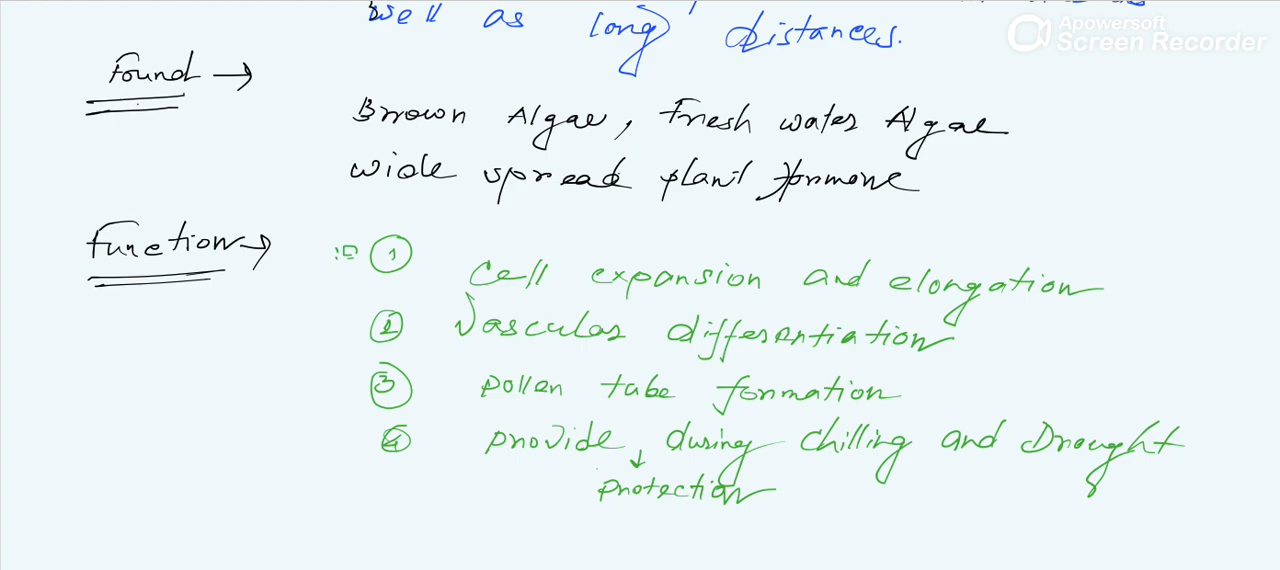 well as long distances.
Apowersoft
Screen Recorder
Found →
Brown Algae, Fresh water Algae
wide spread plant Hormone
Function →
① Cell expansion and elongation
② Vascular differentiation
③ pollen tube formation
④ provide during chilling and Drought
↓
protection